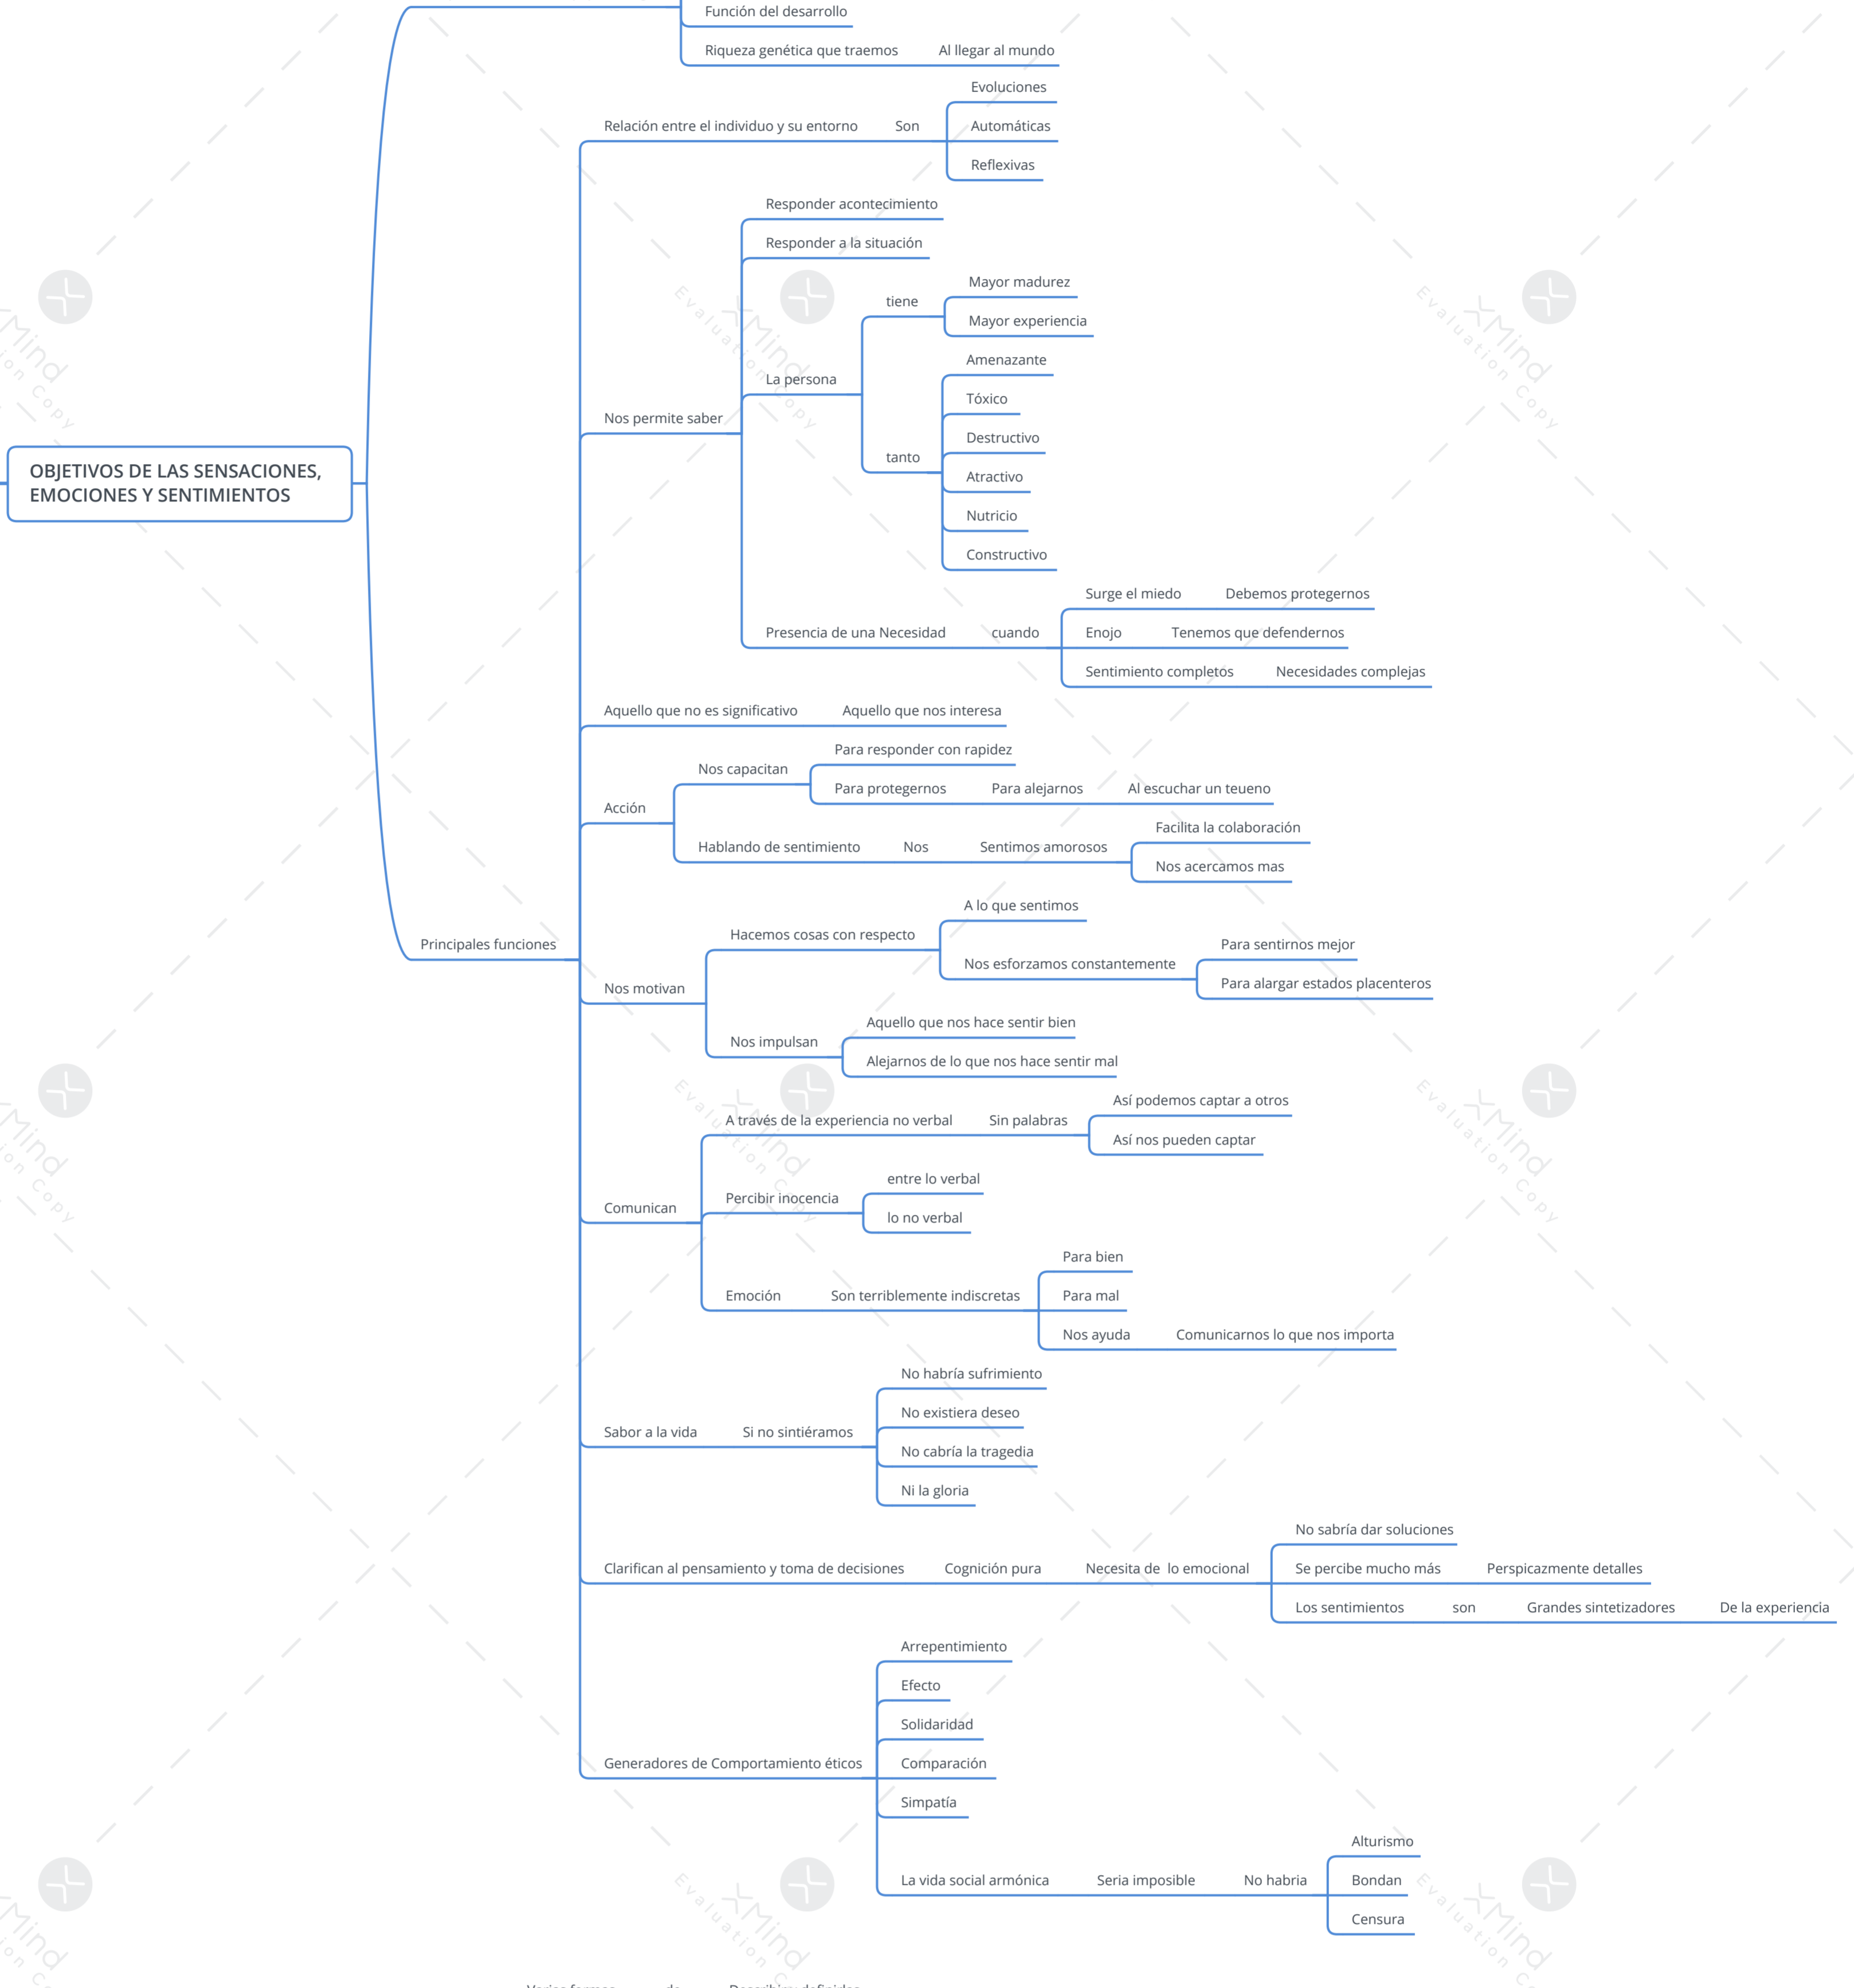 Función del desarrollo
Riqueza genética que traemos Al llegar al mundo
Evoluciones
Relación entre el individuo y su entorno Son Automáticas
Reflexivas
Responder acontecimiento
Responder a la situación
Mayor madurez
tiene
Mayor experiencia
Amenazante
La persona
Tóxico
Nos permite saber
Destructivo
tanto
OBJETIVOS DE LAS SENSACIONES,
EMOCIONES Y SENTIMIENTOS
Atractivo
Nutricio
Constructivo
Surge el miedo Debemos protegernos
Presencia de una Necesidad cuando Enojo Tenemos que defendernos
Sentimiento completos Necesidades complejas
Aquello que no es significativo Aquello que nos interesa
Para responder con rapidez
Nos capacitan
Para protegernos Para alejarnos Al escuchar un teueno
Acción
Facilita la colaboración
Hablando de sentimiento Nos Sentimos amorosos
Nos acercamos mas
A lo que sentimos
Hacemos cosas con respecto
Principales funciones
Para sentirnos mejor
Nos esforzamos constantemente
Para alargar estados placenteros
Nos motivan
Aquello que nos hace sentir bien
Nos impulsan
Alejarnos de lo que nos hace sentir mal
Así podemos captar a otros
A través de la experiencia no verbal Sin palabras
Así nos pueden captar
entre lo verbal
Percibir inocencia
Comunican
lo no verbal
Para bien
Emoción Son terriblemente indiscretas Para mal
Nos ayuda Comunicarnos lo que nos importa
No habría sufrimiento
No existiera deseo
Sabor a la vida Si no sintiéramos
No cabría la tragedia
Ni la gloria
No sabría dar soluciones
Clarifican al pensamiento y toma de decisiones Cognición pura Necesita de lo emocional Se percibe mucho más Perspicazmente detalles
Los sentimientos son Grandes sintetizadores De la experiencia
Arrepentimiento
Efecto
Solidaridad
Generadores de Comportamiento éticos Comparación
Simpatía
Alturismo
La vida social armónica Seria imposible No habria Bondan
Censura
XMind
Evaluation Copy
XMind
Evaluation Copy
XMind
Evaluation Copy
XMind
Evaluation Copy